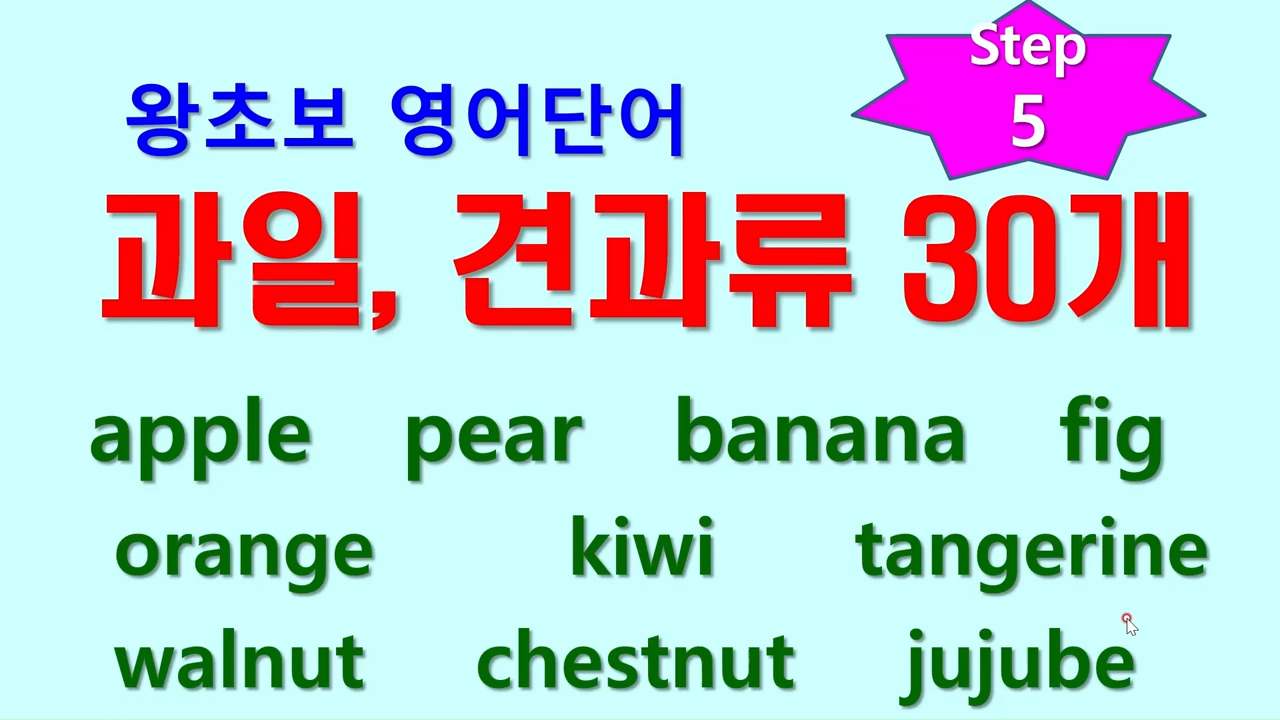 Step
5
왕초보 영어단어
과일, 견과류 30개
apple pear banana fig
orange kiwi tangerine
walnut chestnut jujube